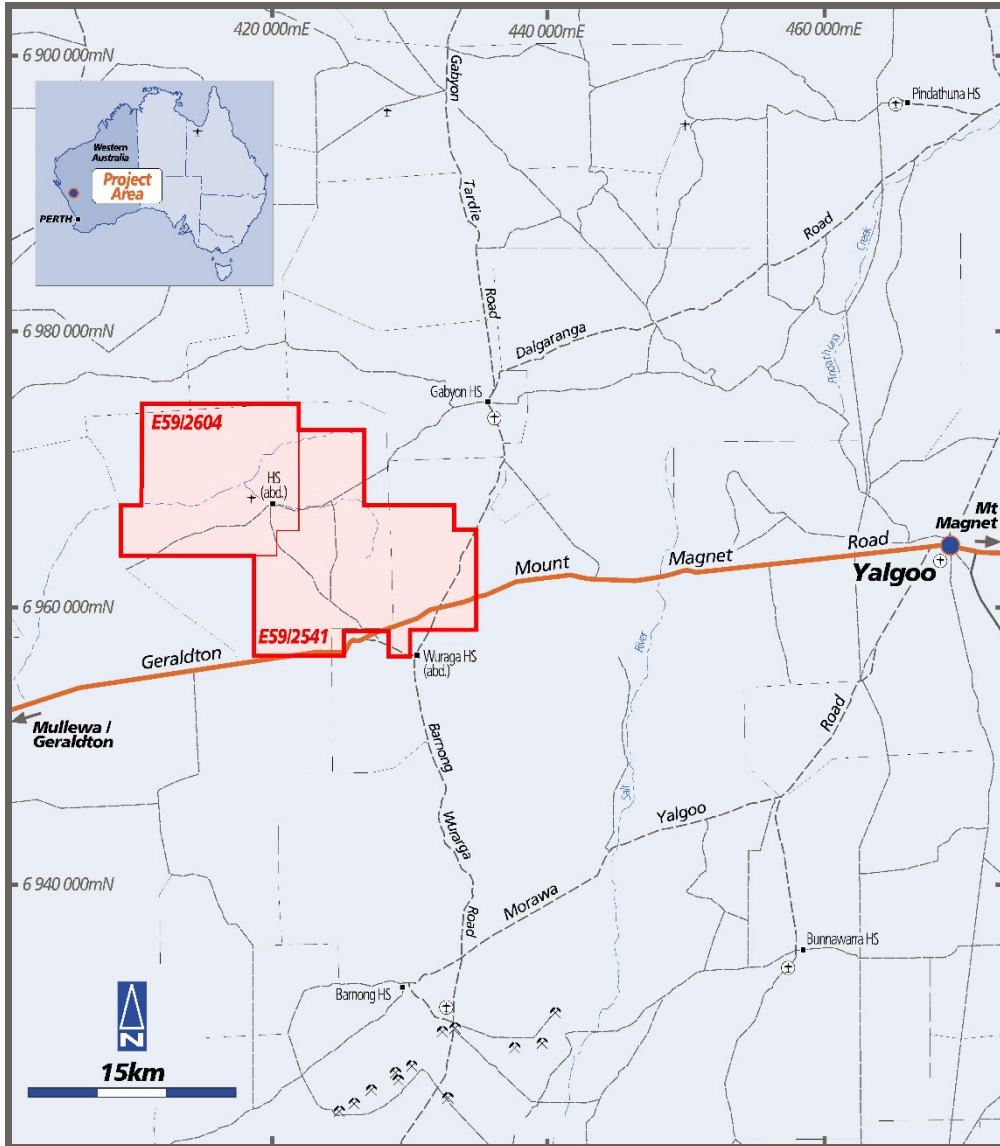 420 000mE
440 000mE
460 000mE
6 900 000mN
Gabyon
Pindathuna HS
Western
Australia
Project
Area
PERTH
Tardie
Road
Creek
Road
6 980 000mN
Dalgaranga
Pindathuna
Gabyon HS
E59/2604
HS
(abd.)
Mt
Magnet
Road
Magnet
Mount
Yalgoo
6 960 000mN
E59/2541
Geraldton
Wuraga HS
(abd.)
River
Road
Mullewa /
Geraldton
Barnong
Salt
Yalgoo
Wurarga
6 940 000mN
Morawa
Road
Bunnawarra HS
Barnong HS
N
15km